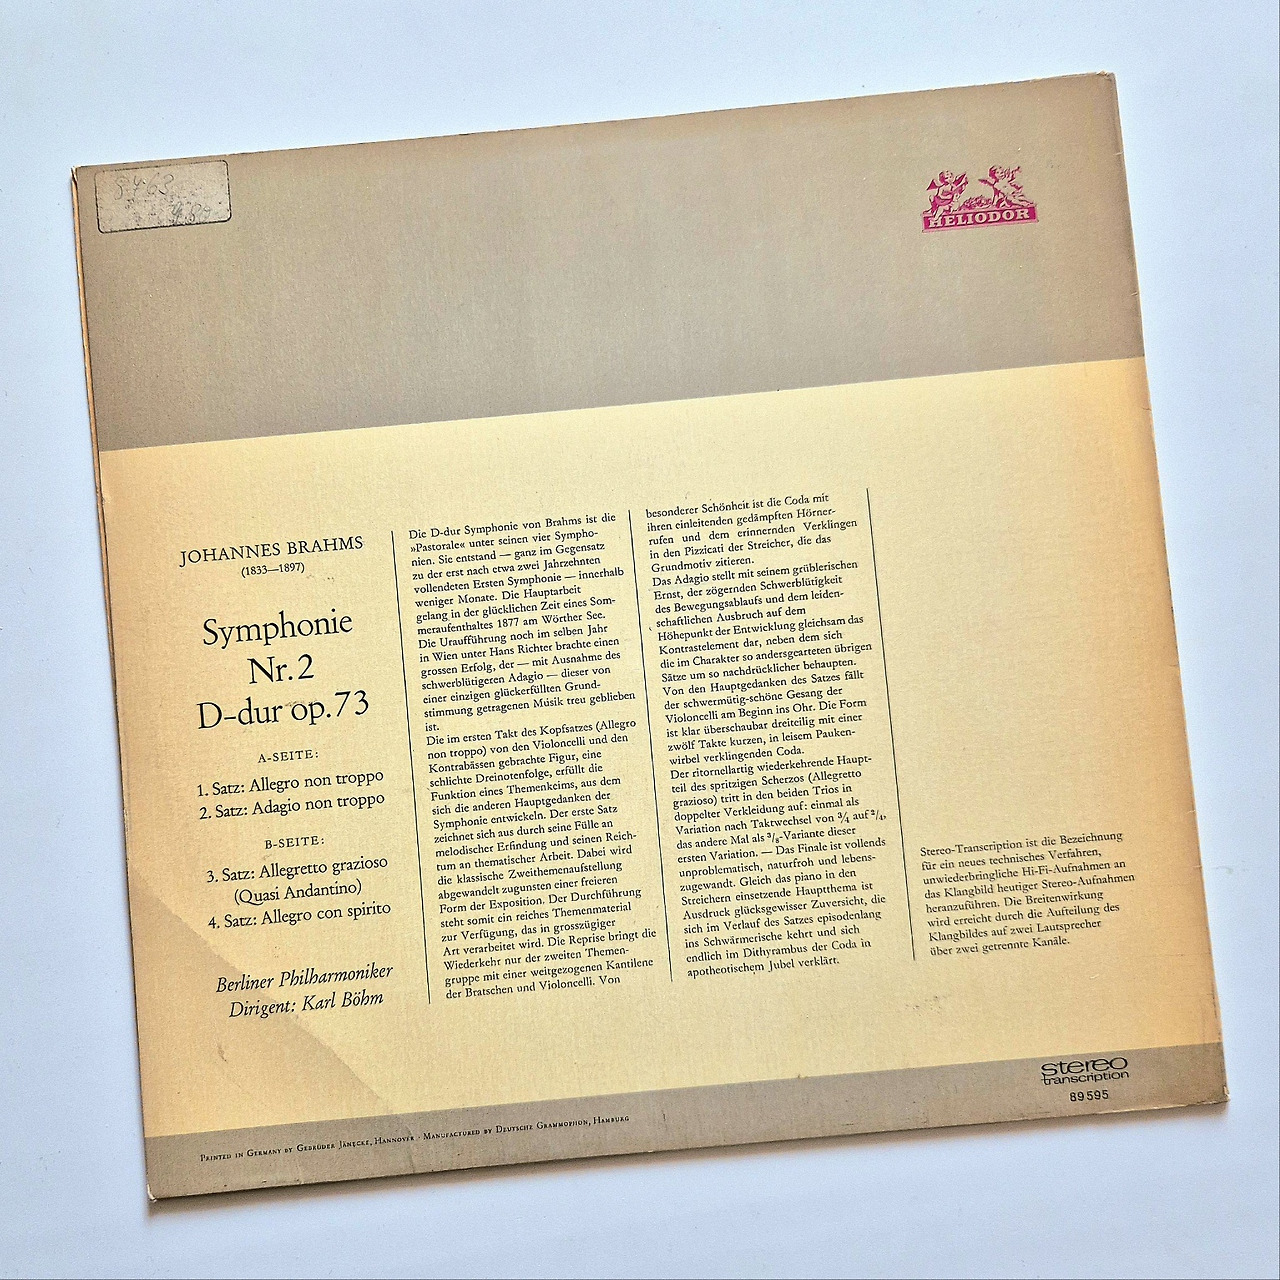 HELIODOR
JOHANNES BRAHMS
(1833—1897)
Symphonie
Nr. 2
D-dur op. 73
A-SEITE:
1. Satz: Allegro non troppo
2. Satz: Adagio non troppo
B-SEITE:
3. Satz: Allegretto grazioso
(Quasi Andantino)
4. Satz: Allegro con spirito
Berliner Philharmoniker
Dirigent: Karl Böhm
Die D-dur Symphonie von Brahms ist die
»Pastorale« unter seinen vier Sympho-
nien. Sie entstand — ganz im Gegensatz
zu der erst nach etwa zwei Jahrzehnten
vollendeten Ersten Symphonie — innerhalb
weniger Monate. Die Hauptarbeit
gelang in der glücklichen Zeit eines Som-
meraufenthaltes 1877 am Wörther See.
Die Uraufführung noch im selben Jahr
in Wien unter Hans Richter brachte einen
grossen Erfolg, der — mit Ausnahme des
schwerblütigeren Adagio — dieser von
einer einzigen glückerfüllten Grund-
stimmung getragenen Musik treu geblieben
ist.
Die im ersten Takt des Kopfsatzes (Allegro
non troppo) von den Violoncelli und den
Kontrabässen gebrachte Figur, eine
schlichte Dreinotenfolge, erfüllt die
Funktion eines Themenkeims, aus dem
sich die anderen Hauptgedanken der
Symphonie entwickeln. Der erste Satz
zeichnet sich aus durch seine Fülle an
melodischer Erfindung und seinen Reich-
tum an thematischer Arbeit. Dabei wird
die klassische Zweithemenaufstellung
abgewandelt zugunsten einer freieren
Form der Exposition. Der Durchführung
steht somit ein reiches Themenmaterial
zur Verfügung, das in grosszügiger
Art verarbeitet wird. Die Reprise bringt die
Wiederkehr nur der zweiten Themen-
gruppe mit einer weitgezogenen Kantilene
der Bratschen und Violoncelli. Von
besonderer Schönheit ist die Coda mit
ihren einleitenden gedämpften Hörner-
rufen und dem erinnernden Verklingen
in den Pizzicati der Streicher, die das
Grundmotiv zitieren.
Das Adagio stellt mit seinem grüblerischen
Ernst, der zögernden Schwerblütigkeit
des Bewegungsablaufs und dem leiden-
schaftlichen Ausbruch auf dem
Höhepunkt der Entwicklung gleichsam das
Kontrastelement dar, neben dem sich
die im Charakter so andersgearteten übrigen
Sätze um so nachdrücklicher behaupten.
Von den Hauptgedanken des Satzes fällt
der schwermütig-schöne Gesang der
Violoncelli am Beginn ins Ohr. Die Form
ist klar überschaubar dreiteilig mit einer
zwölf Takte kurzen, in leisem Pauken-
wirbel verklingenden Coda.
Der ritornellartig wiederkehrende Haupt-
teil des spritzigen Scherzos (Allegretto
grazioso) tritt in den beiden Trios in
doppelter Verkleidung auf: einmal als
Variation nach Taktwechsel von 3/4 auf 2/4,
das andere Mal als 3/8-Variante dieser
ersten Variation. — Das Finale ist vollends
unproblematisch, naturfroh und lebens-
zugewandt. Gleich das piano in den
Streichern einsetzende Hauptthema ist
Ausdruck glücksgewisser Zuversicht, die
sich im Verlauf des Satzes episodenlang
ins Schwärmerische kehrt und sich
endlich im Dithyrambus der Coda in
apotheotischem Jubel verklärt.
Stereo-Transcription ist die Bezeichnung
für ein neues technisches Verfahren,
unwiederbringliche Hi-Fi-Aufnahmen an
das Klangbild heutiger Stereo-Aufnahmen
heranzuführen. Die Breitenwirkung
wird erreicht durch die Aufteilung des
Klangbildes auf zwei Lautsprecher
über zwei getrennte Kanäle.
stereo
transcription
89 595
PRINTED IN GERMANY BY GEBRÜDER JÄNECKE, HANNOVER · MANUFACTURED BY DEUTSCHE GRAMMOPHON, HAMBURG